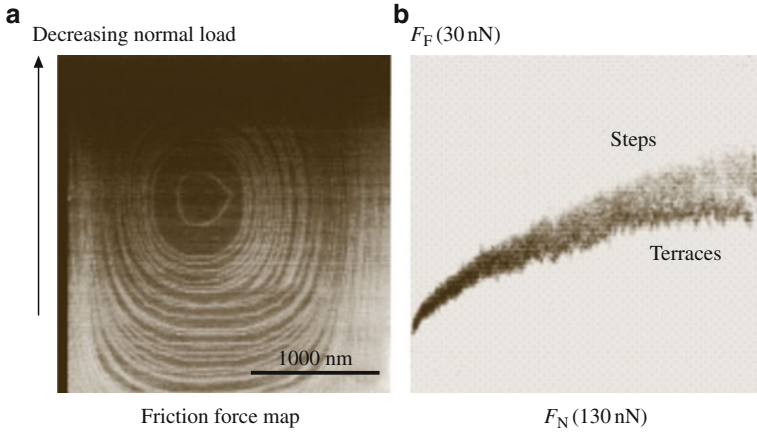 a
Decreasing normal load
1000 nm
Friction force map
b
F_F (30 nN)
Steps
Terraces
F_N (130 nN)